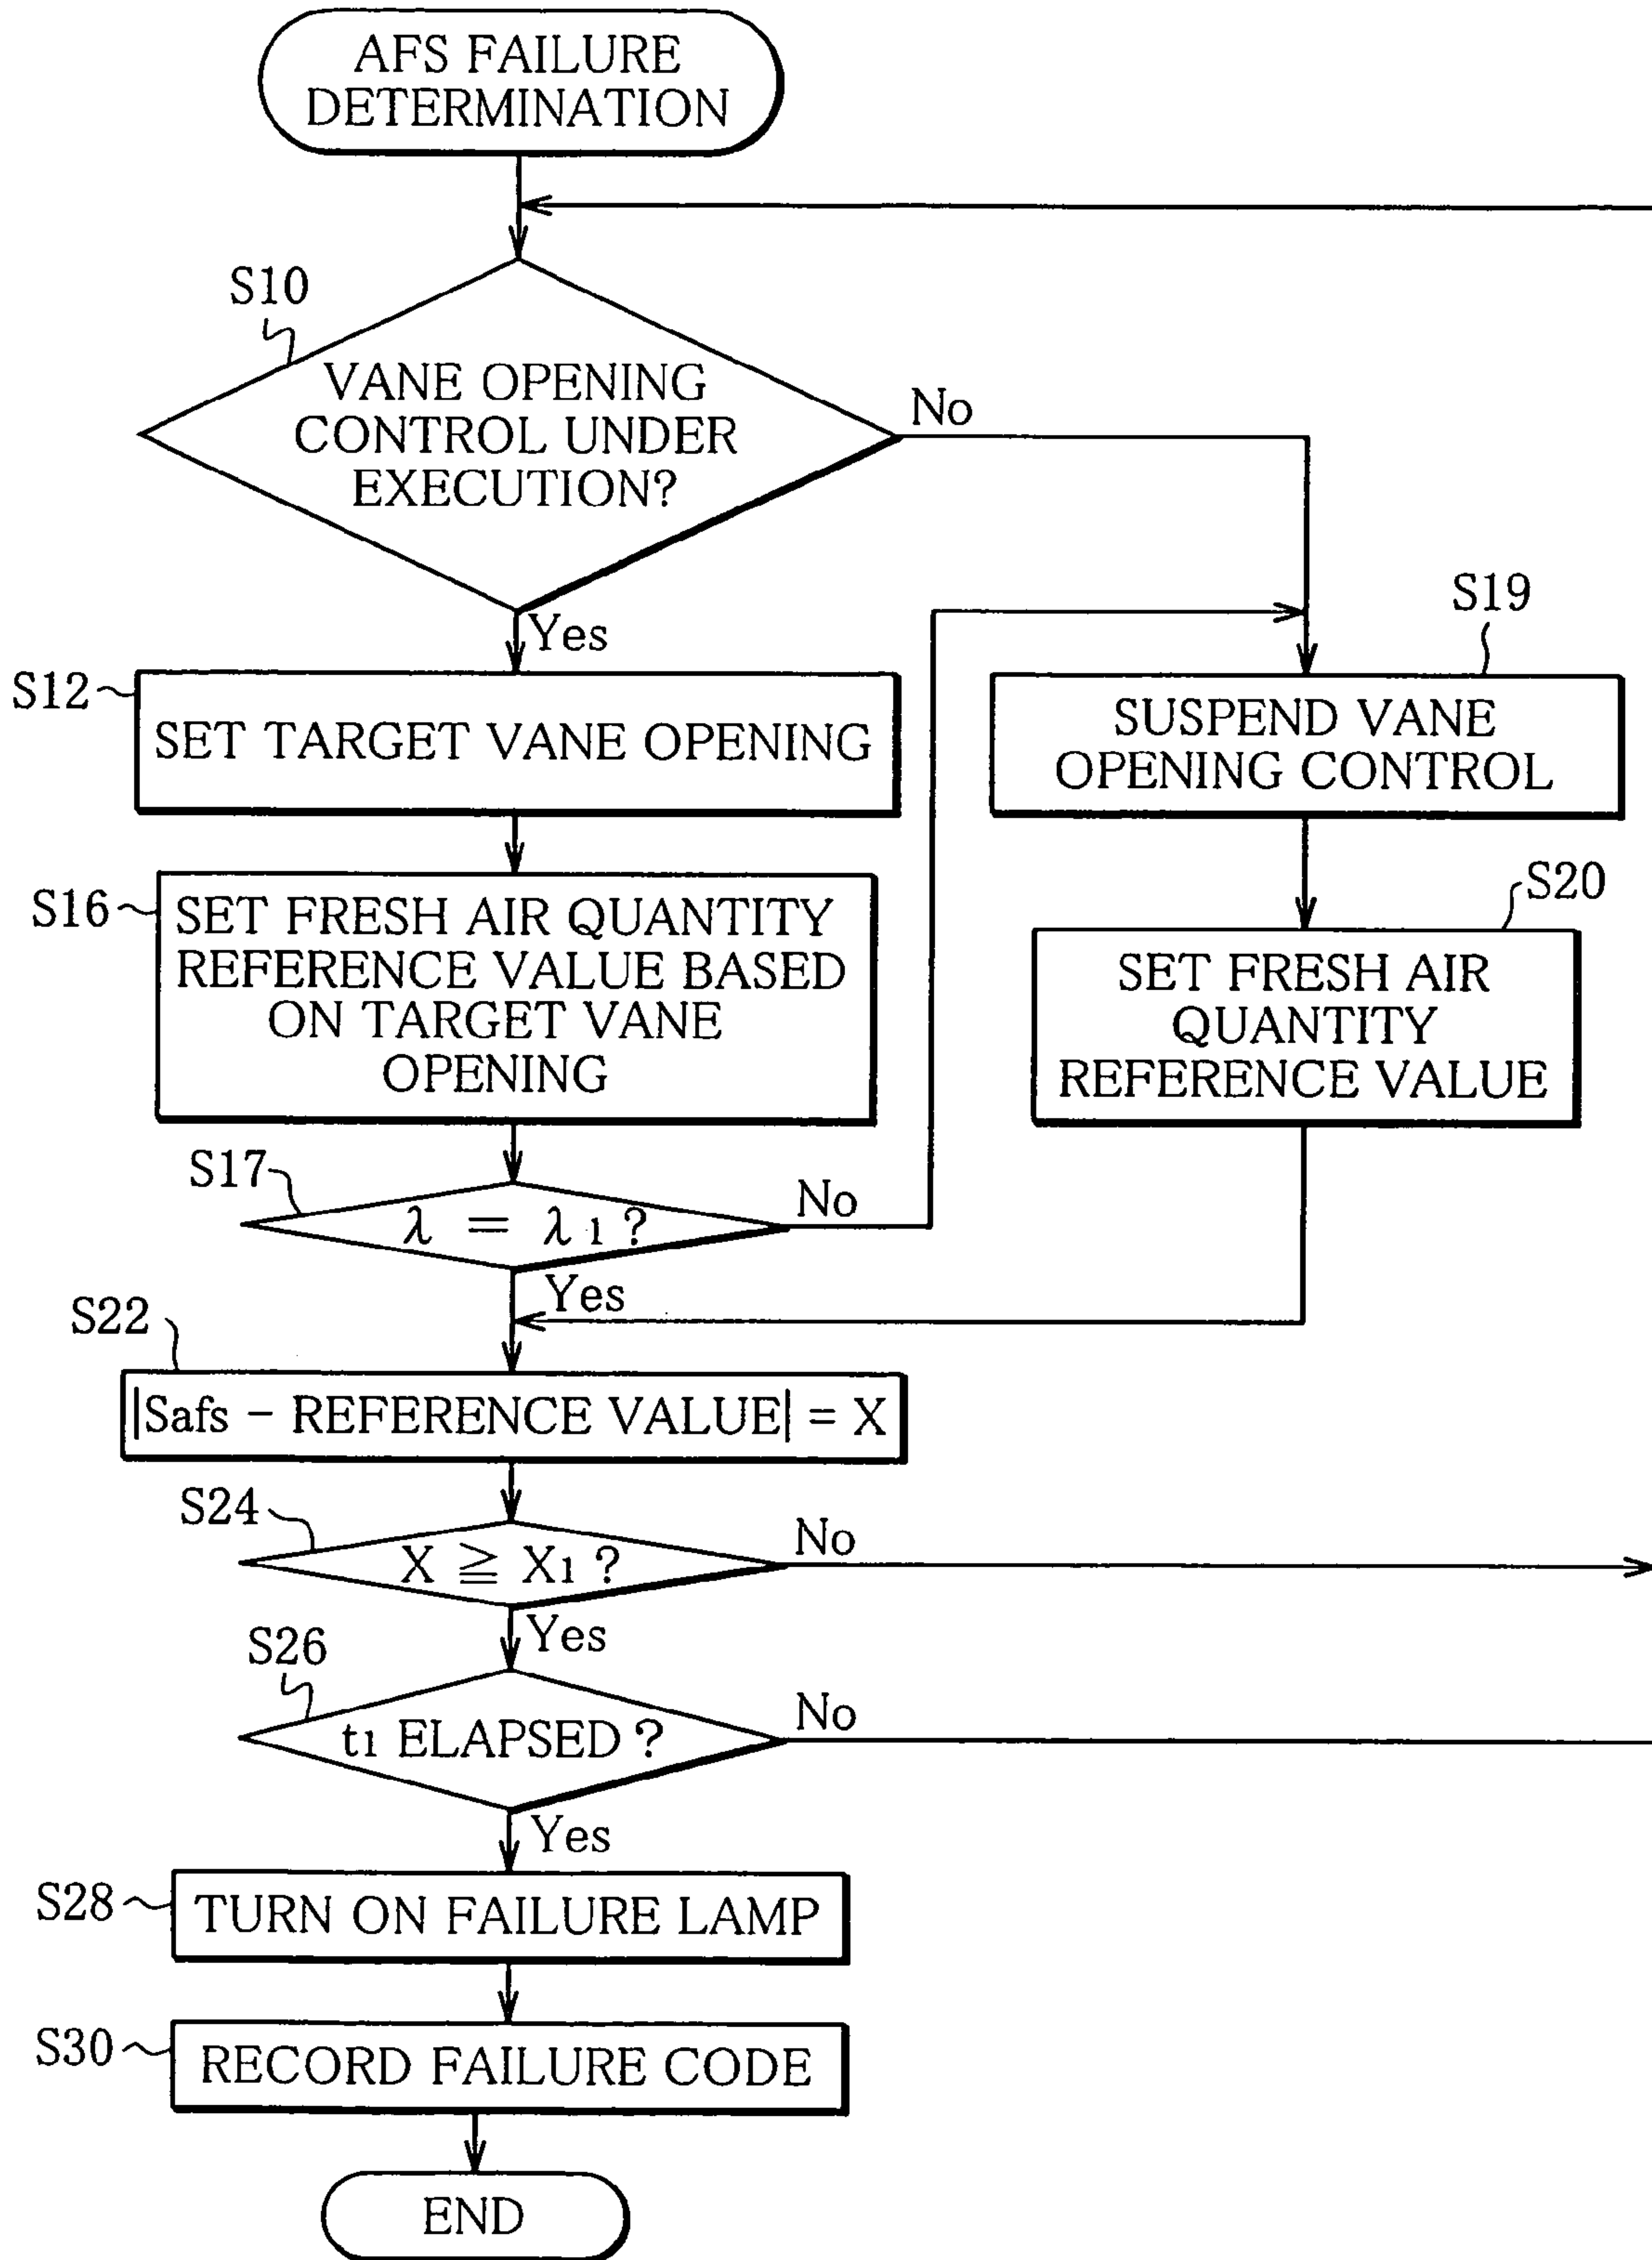 AFS FAILURE
DETERMINATION
S10
VANE OPENING
CONTROL UNDER
EXECUTION?
No
Yes
S12
SET TARGET VANE OPENING
S19
SUSPEND VANE
OPENING CONTROL
S16
SET FRESH AIR QUANTITY
REFERENCE VALUE BASED
ON TARGET VANE
OPENING
S20
SET FRESH AIR
QUANTITY
REFERENCE VALUE
S17
λ = λ1?
No
Yes
S22
|Safs − REFERENCE VALUE| = X
S24
X ≧ X1?
No
Yes
S26
t1 ELAPSED?
No
Yes
S28
TURN ON FAILURE LAMP
S30
RECORD FAILURE CODE
END